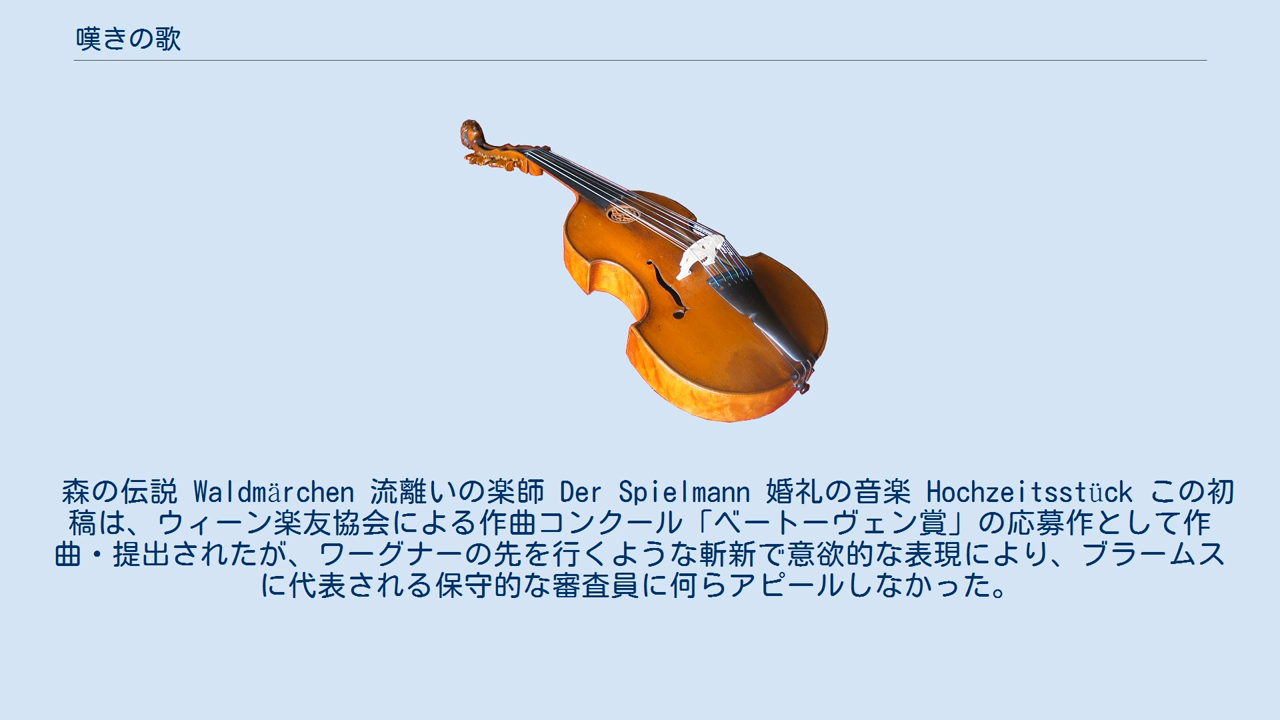 嘆きの歌
森の伝説 Waldmärchen 流離いの楽師 Der Spielmann 婚礼の音楽 Hochzeitsstück この初
稿は、ウィーン楽友協会による作曲コンクール「ベートーヴェン賞」の応募作として作
曲・提出されたが、ワーグナーの先を行くような斬新で意欲的な表現により、ブラームス
に代表される保守的な審査員に何らアピールしなかった。